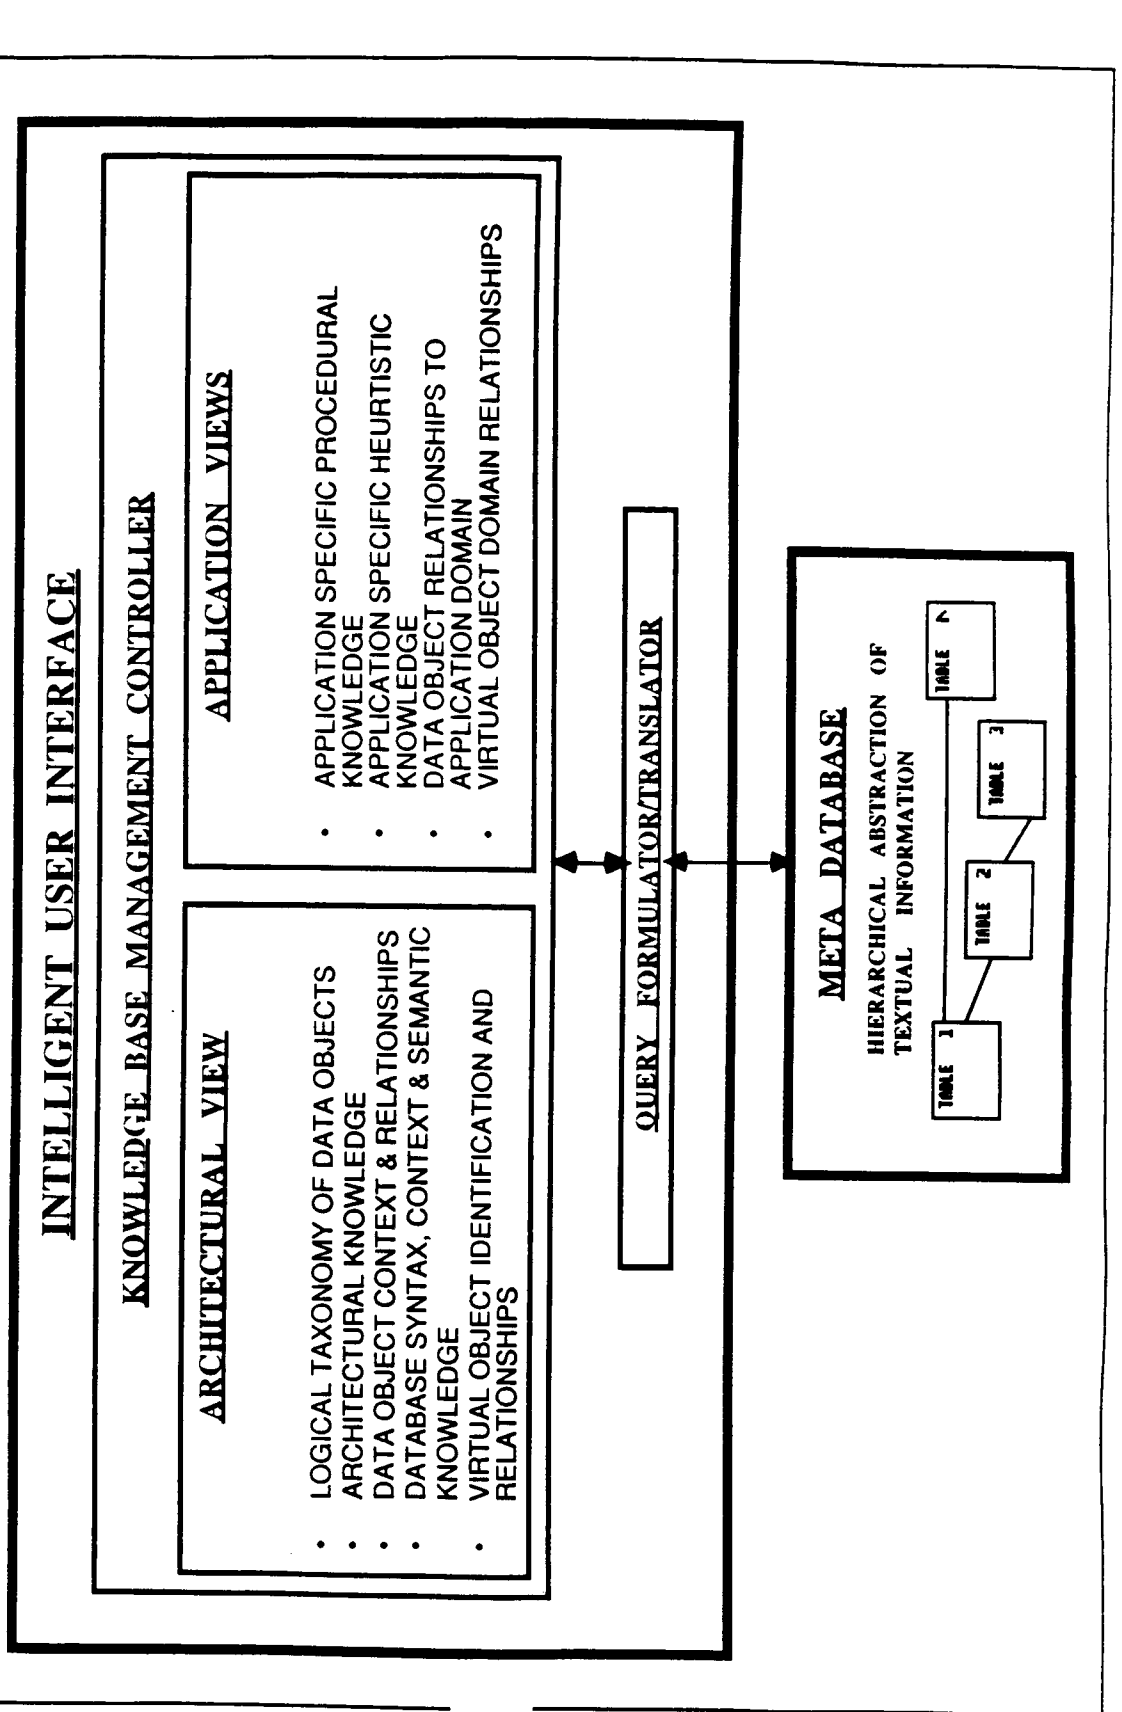 INTELLIGENT USER INTERFACE
KNOWLEDGE BASE MANAGEMENT CONTROLLER
ARCHITECTURAL VIEW
• LOGICAL TAXONOMY OF DATA OBJECTS
• ARCHITECTURAL KNOWLEDGE
• DATA OBJECT CONTEXT & RELATIONSHIPS
• DATABASE SYNTAX, CONTEXT & SEMANTIC
KNOWLEDGE
• VIRTUAL OBJECT IDENTIFICATION AND
RELATIONSHIPS
APPLICATION VIEWS
• APPLICATION SPECIFIC PROCEDURAL
KNOWLEDGE
• APPLICATION SPECIFIC HEURTISTIC
KNOWLEDGE
• DATA OBJECT RELATIONSHIPS TO
APPLICATION DOMAIN
• VIRTUAL OBJECT DOMAIN RELATIONSHIPS
QUERY FORMULATOR/TRANSLATOR
META DATABASE
HIERARCHICAL ABSTRACTION OF
TEXTUAL INFORMATION
TABLE 1
TABLE 2
TABLE 3
TABLE